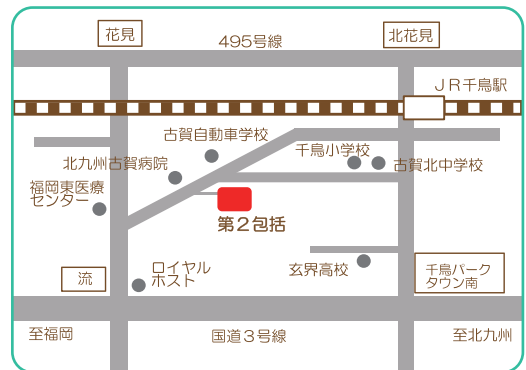 花見
495号線
北花見
JR千鳥駅
古賀自動車学校
千鳥小学校
北九州古賀病院
古賀北中学校
福岡東医療
センター
第2包括
ロイヤル
ホスト
玄界高校
流
千鳥パーク
タウン南
至福岡
国道3号線
至北九州